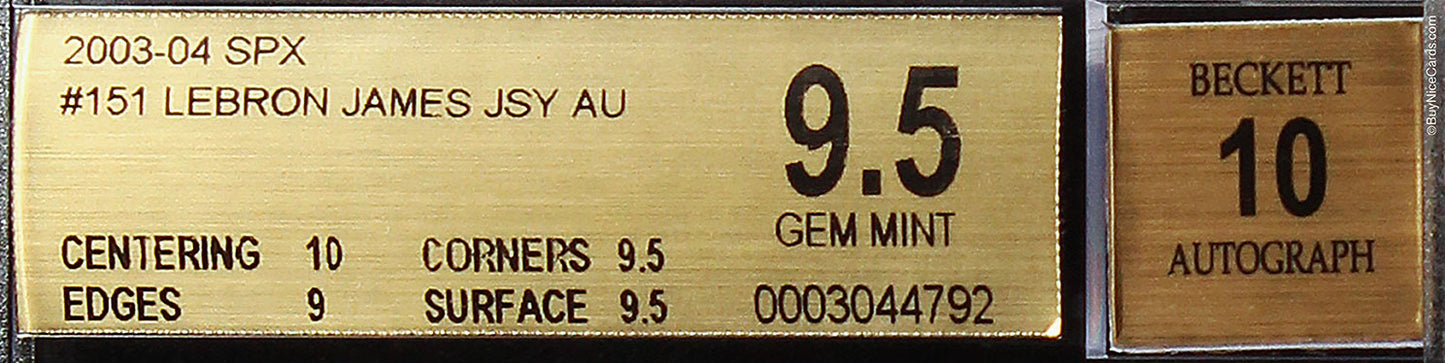 2003-04 SPX
#151 LEBRON JAMES JSY AU
9.5
GEM MINT
CENTERING 10 CORNERS 9.5
EDGES 9 SURFACE 9.5
0003044792
BECKETT
10
AUTOGRAPH
©BuyNiceCards.com